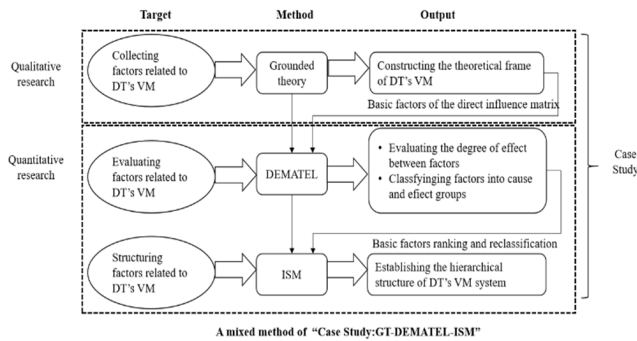 Target Method Output
Qualitative
research
Collecting
factors related to
DT's VM
Grounded
theory
Constructing the theoretical frame
of DT's VM
Basic factors of the direct influence matrix
Quantitative
research
Evaluating
factors related to
DT's VM
DEMATEL
• Evaluating the degree of effect
between factors
• Classfyinging factors into cause
and efiect groups
Case
Study
Basic factors ranking and reclassification
Structuring
factors related to
DT's VM
ISM
Establishing the hierarchical
structure of DT's VM system
A mixed method of “Case Study:GT-DEMATEL-ISM”